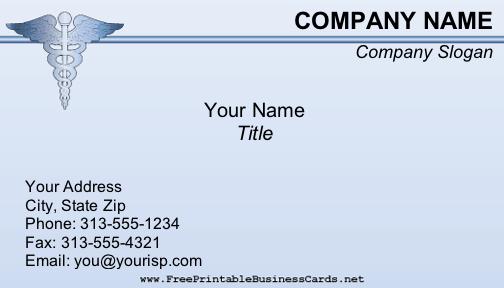 COMPANY NAME
Company Slogan
Your Name
Title
Your Address
City, State Zip
Phone: 313-555-1234
Fax: 313-555-4321
Email: you@yourisp.com
www.FreePrintableBusinessCards.net